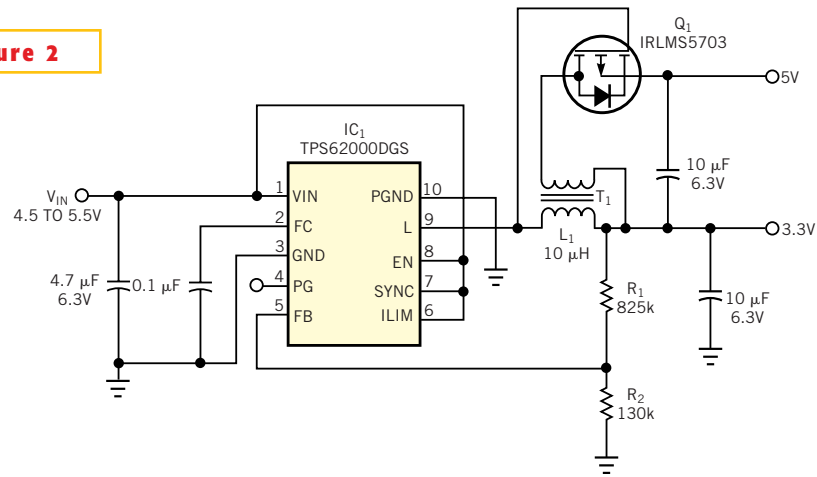 ure 2
Q₁
IRLMS5703
5V
IC₁
TPS62000DGS
V_IN
4.5 TO 5.5V
1 VIN
2 FC
3 GND
4 PG
5 FB
PGND 10
L 9
EN 8
SYNC 7
ILIM 6
4.7 µF
6.3V
0.1 µF
T₁
L₁
10 µH
10 µF
6.3V
3.3V
R₁
825k
10 µF
6.3V
R₂
130k